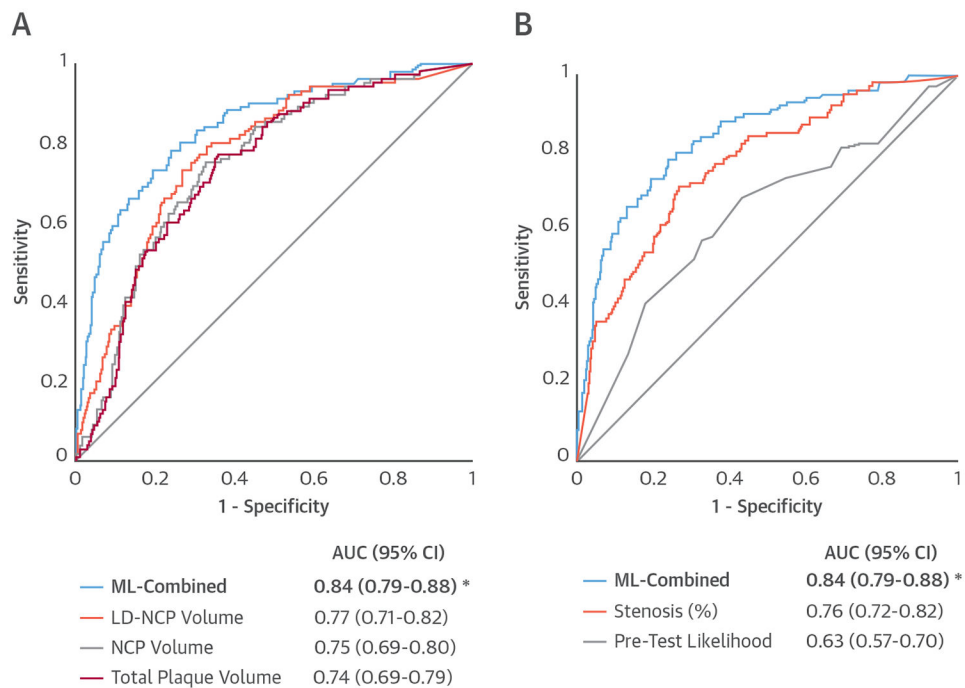 A
Sensitivity
1
0.8
0.6
0.4
0.2
0
0 0.2 0.4 0.6 0.8 1
1 - Specificity
AUC (95% CI)
ML-Combined 0.84 (0.79-0.88) *
LD-NCP Volume 0.77 (0.71-0.82)
NCP Volume 0.75 (0.69-0.80)
Total Plaque Volume 0.74 (0.69-0.79)
B
Sensitivity
1
0.8
0.6
0.4
0.2
0
0 0.2 0.4 0.6 0.8 1
1 - Specificity
AUC (95% CI)
ML-Combined 0.84 (0.79-0.88) *
Stenosis (%) 0.76 (0.72-0.82)
Pre-Test Likelihood 0.63 (0.57-0.70)